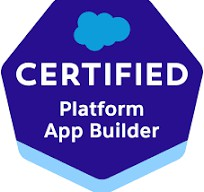 CERTIFIED
Platform
App Builder